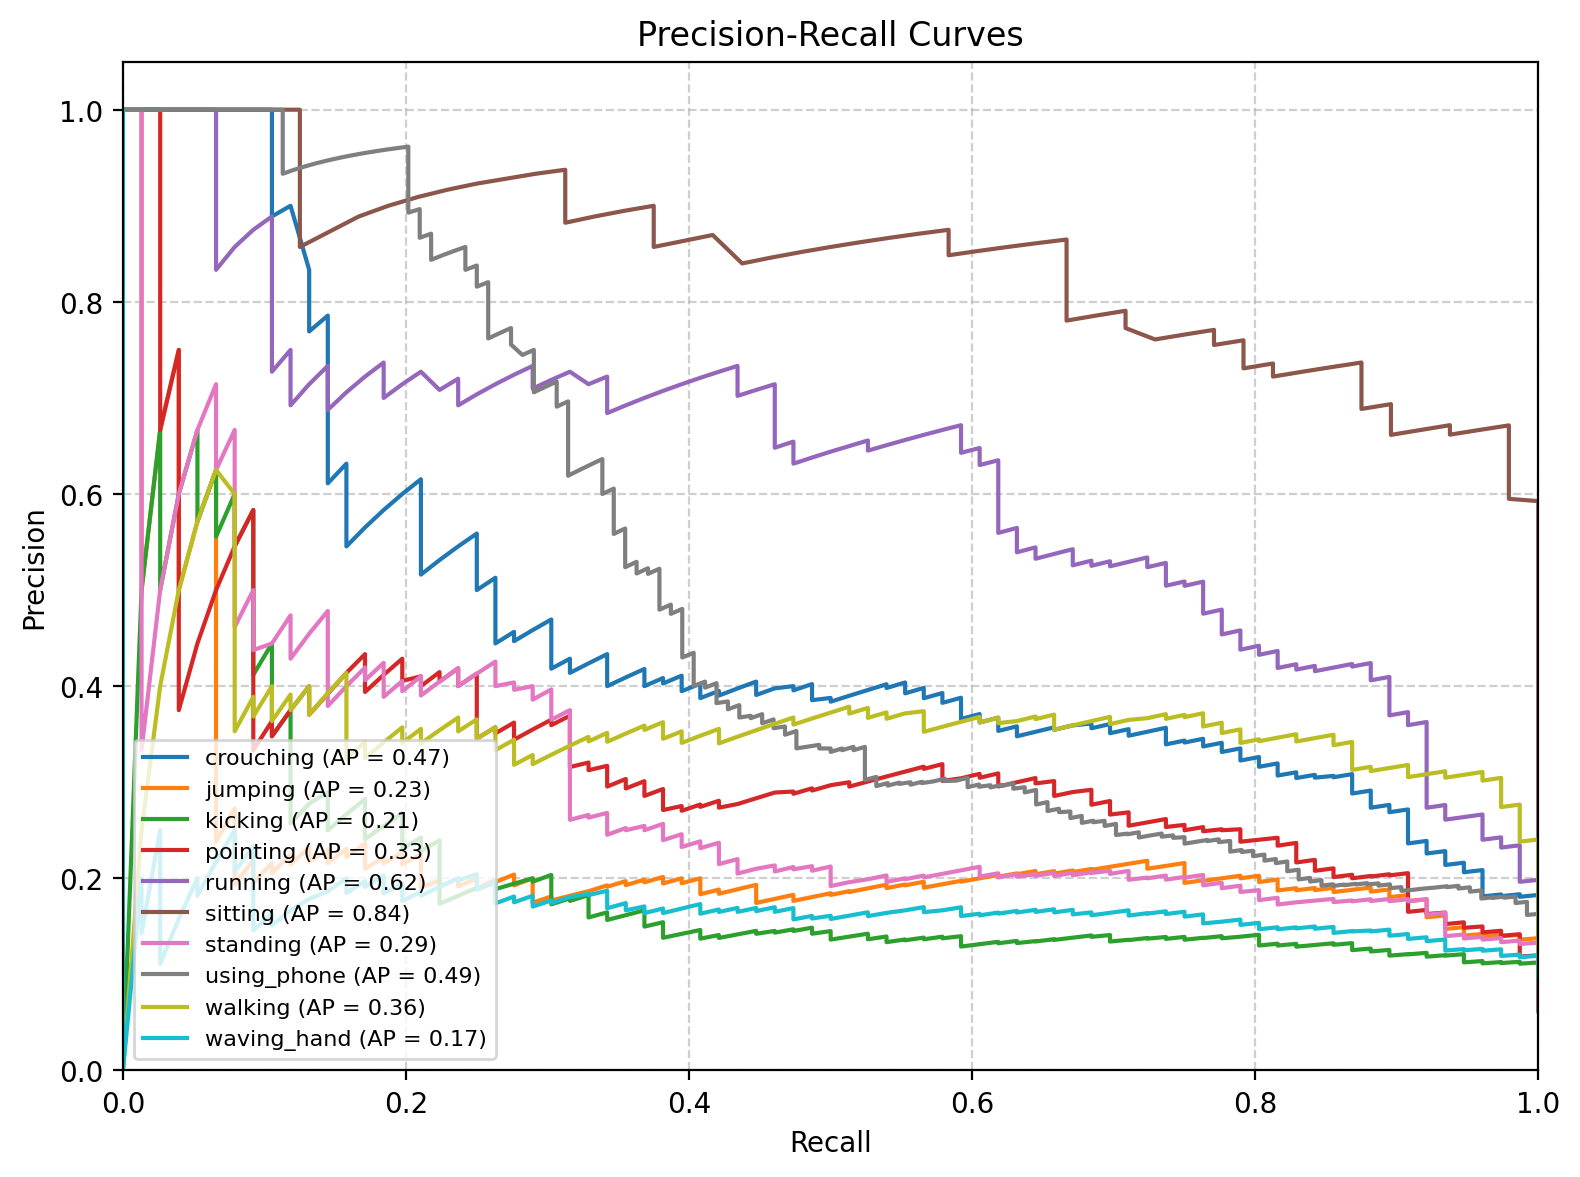 Precision-Recall Curves
Precision
1.0
0.8
0.6
0.4
0.2
0.0
crouching (AP = 0.47)
jumping (AP = 0.23)
kicking (AP = 0.21)
pointing (AP = 0.33)
running (AP = 0.62)
sitting (AP = 0.84)
standing (AP = 0.29)
using_phone (AP = 0.49)
walking (AP = 0.36)
waving_hand (AP = 0.17)
0.0 0.2 0.4 0.6 0.8 1.0
Recall